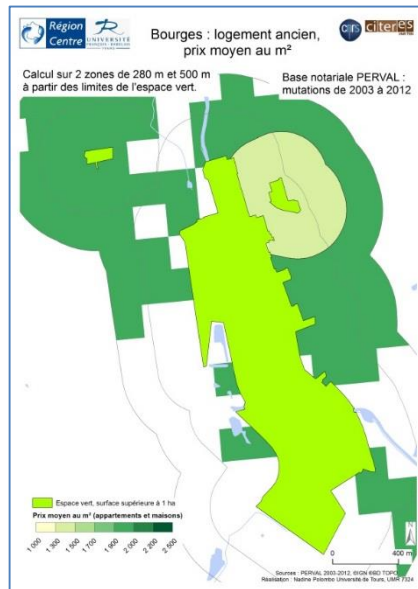 Région
Centre
UNIVERSITÉ
FRANÇOIS - RABELAIS
TOURS
Bourges : logement ancien,
prix moyen au m²
cnrs
citeres
Calcul sur 2 zones de 280 m et 500 m
à partir des limites de l'espace vert.
Base notariale PERVAL :
mutations de 2003 à 2012
Espace vert, surface supérieure à 1 ha
Prix moyen au m² (appartements et maisons)
1 000
1 300
1 500
1 700
1 900
2 000
2 200
2 500
N
0
400 m
Sources : PERVAL 2003-2012, ©IGN ©BD TOPO
Réalisation : Nadine Polombo Université de Tours, UMR 7324